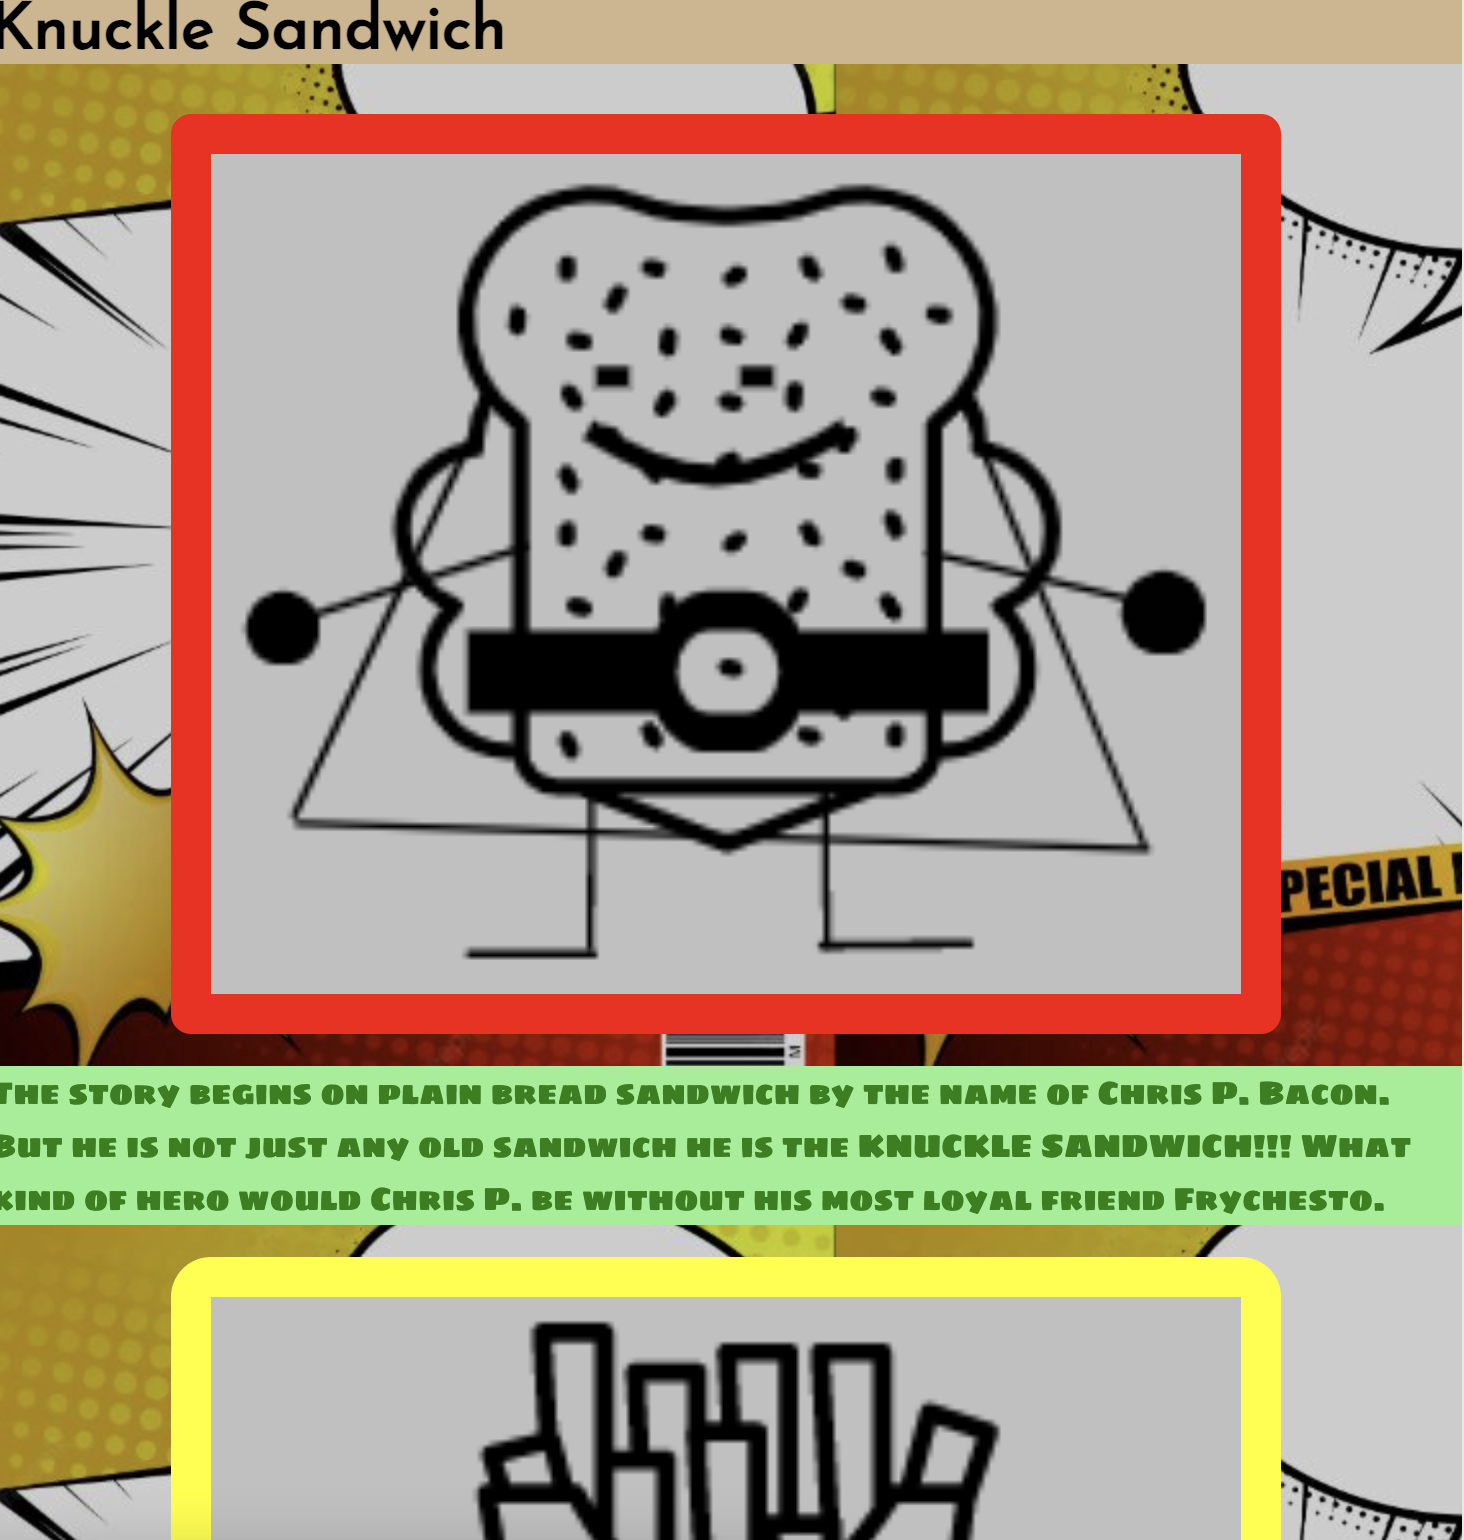 Knuckle Sandwich
PECIAL
M
The story begins on plain bread sandwich by the name of Chris P. Bacon.
But he is not just any old sandwich he is the KNUCKLE SANDWICH!!! What
kind of hero would Chris P. be without his most loyal friend Frychesto.